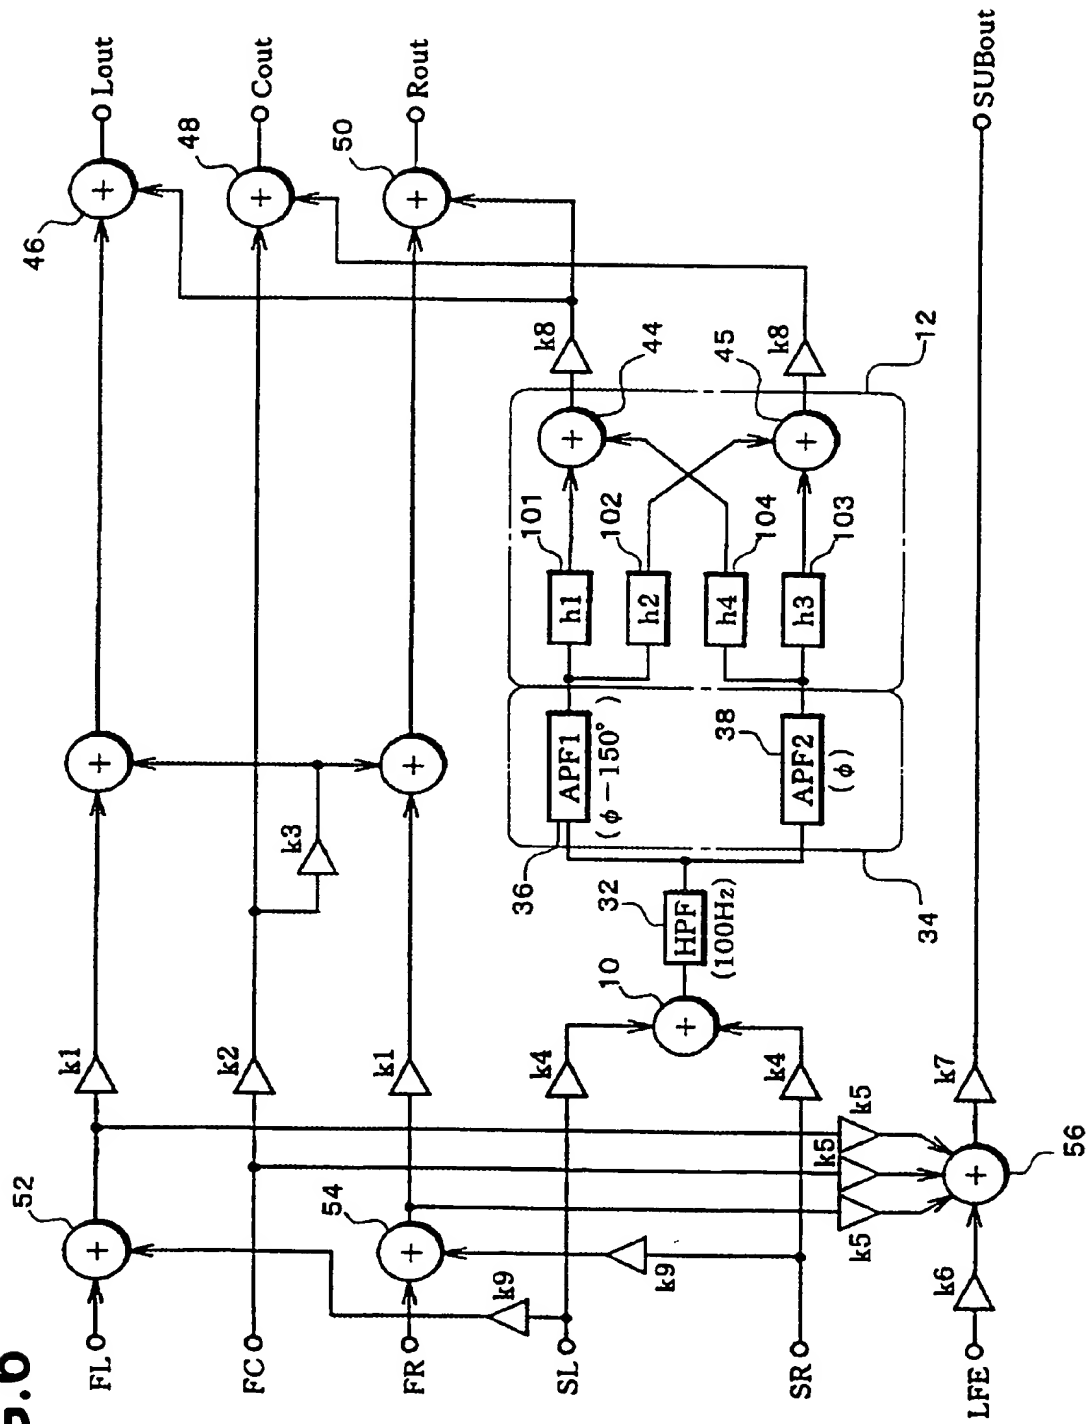 G.6
FL
FC
FR
SL
SR
LFE
52
54
+
+
k9
k9
k6
k5
k5
k5
+
56
k1
k2
k1
k4
k4
k7
10
+
32
HPF
(100Hz)
34
k3
+
+
36
APF1
(φ−150°)
38
APF2
(φ)
h1
h2
h4
h3
101
102
104
103
44
+
45
+
12
k8
k8
46
+
48
+
50
+
Lout
Cout
Rout
SUBout